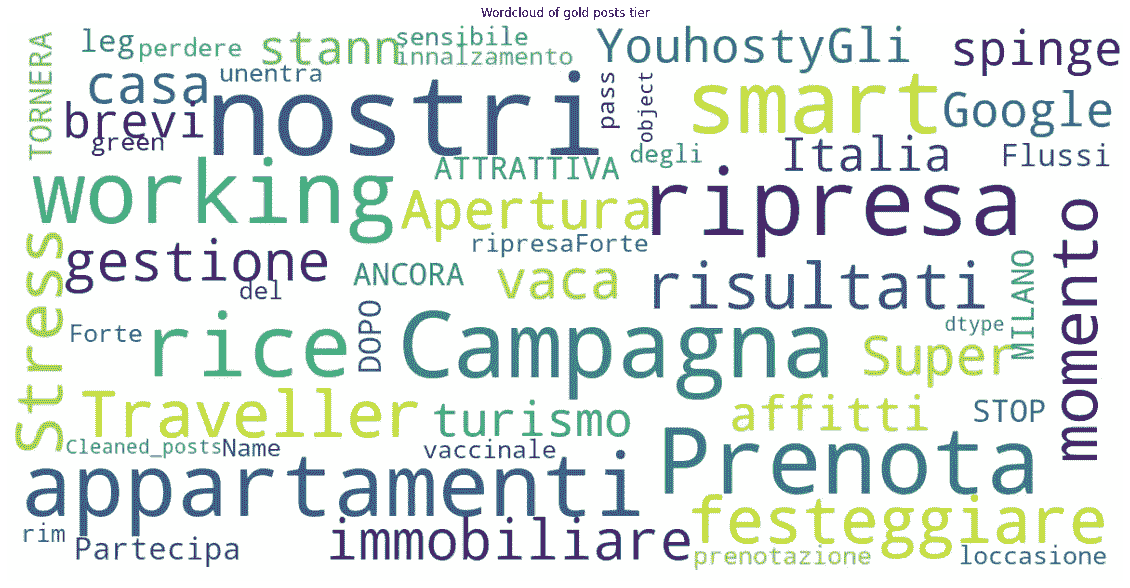 Wordcloud of gold posts tier
TORNERA
leg
perdere
stann
sensibile
innalzamento
YouhostyGli
spinge
casa
unentra
nostri
pass
object
smart
Google
brevi
green
degli
Italia
Flussi
working
ATTRATTIVA
Apertura
ripresa
momento
Stress
gestione
del
ripresaForte
ANCORA
vaca
risultati
MILANO
Forte
rice
DOPO
Campagna
dtype
Super
Traveller
turismo
affitti
STOP
Cleaned_posts
Name
vaccinale
Prenota
appartamenti
festeggiare
rim
Partecipa
immobiliare
prenotazione
loccasione